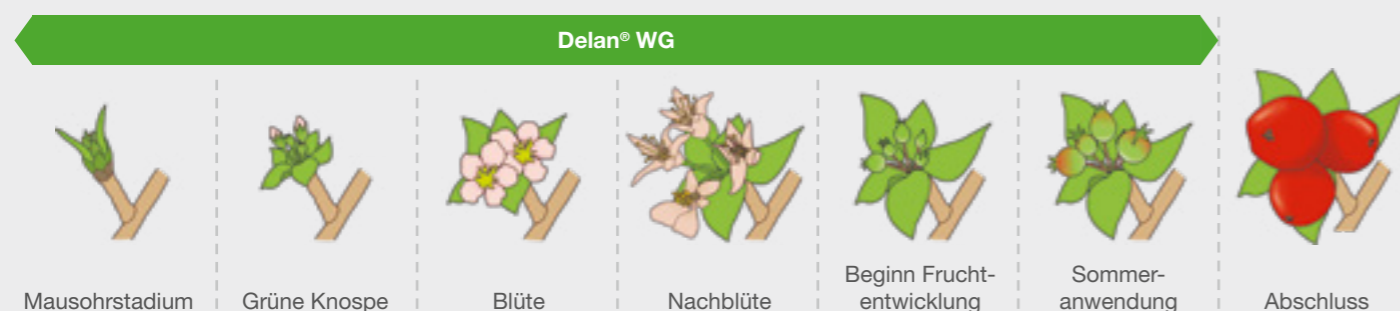 Delan® WG
Mausohrstadium
Grüne Knospe
Blüte
Nachblüte
Beginn Frucht-
entwicklung
Sommer-
anwendung
Abschluss